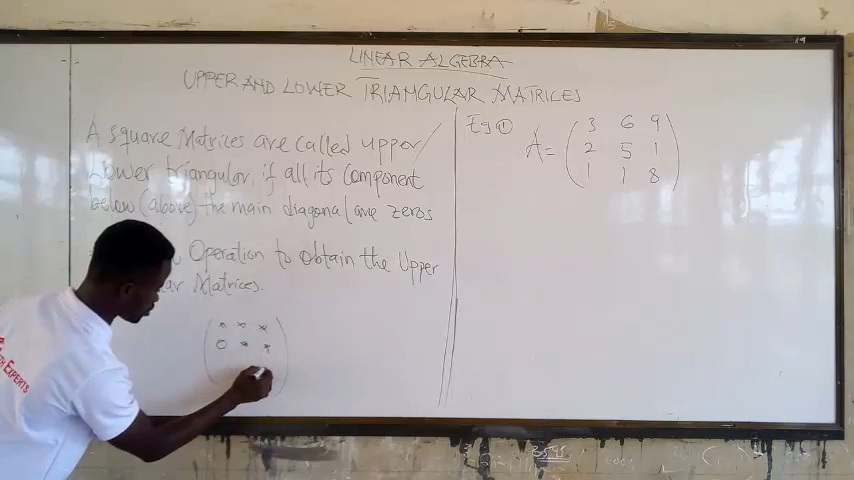 LINEAR ALGEBRA
UPPER AND LOWER TRIANGULAR MATRICES
A square Matrices are called upper/
Lower triangular, if all its component
below (above) the main diagonal are zeros
Operation to obtain the Upper
Matrices.
* * *
0 * *
Eg ①
A = ( 3 6 9
2 5 1
1 1 8 )
EXPERTS